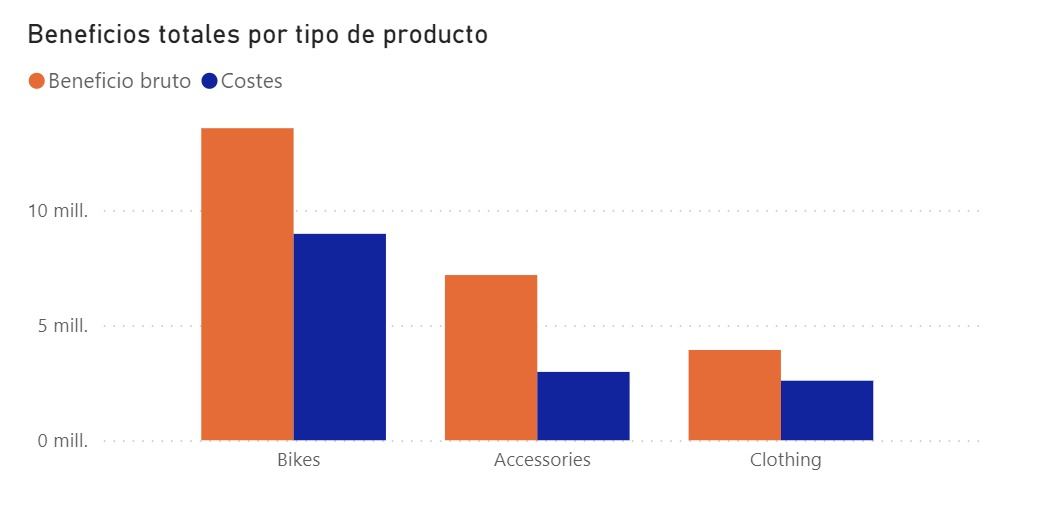 Beneficios totales por tipo de producto
Beneficio bruto Costes
10 mill.
5 mill.
0 mill.
Bikes Accessories Clothing